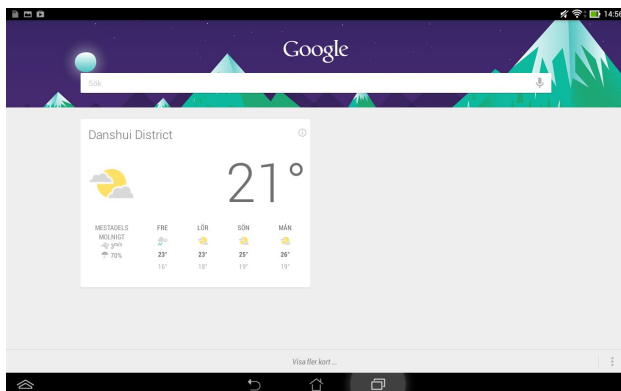 14:56
Google
Sök
Danshui District
21°
MESTADELS MOLNIGT
70%
FRE LÖR SÖN MÅN
23° 23° 25° 26°
16° 18° 19° 19°
Visa fler kort ...